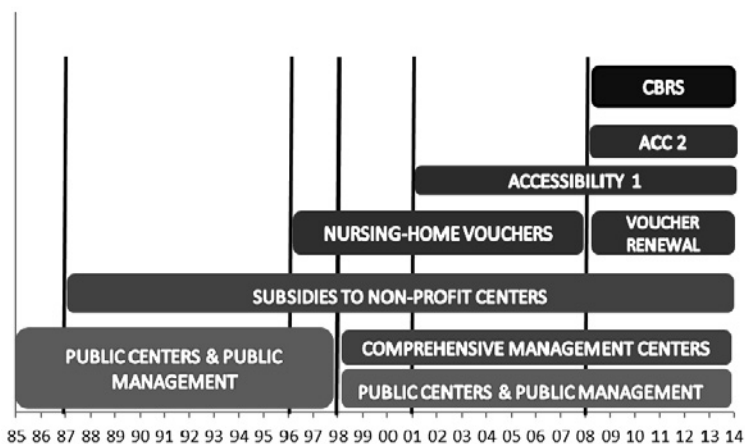 CBRS
ACC 2
ACCESSIBILITY 1
NURSING-HOME VOUCHERS
VOUCHER
RENEWAL
SUBSIDIES TO NON-PROFIT CENTERS
PUBLIC CENTERS & PUBLIC
MANAGEMENT
COMPREHENSIVE MANAGEMENT CENTERS
PUBLIC CENTERS & PUBLIC MANAGEMENT
85 86 87 88 89 90 91 92 93 94 95 96 97 98 99 00 01 02 03 04 05 06 07 08 09 10 11 12 13 14